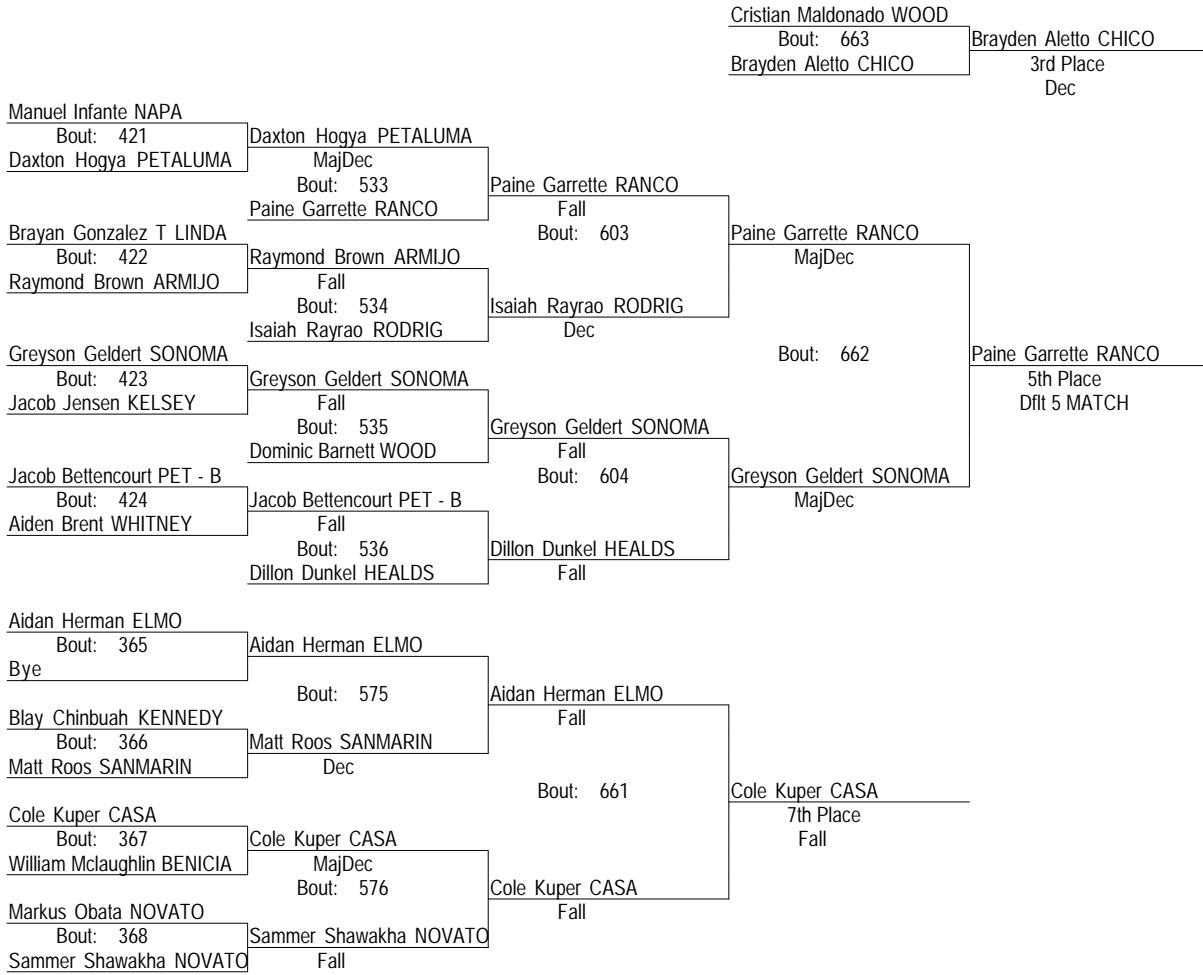 Cristian Maldonado WOOD
Bout: 663
Brayden Aletto CHICO
Brayden Aletto CHICO
3rd Place
Dec
Manuel Infante NAPA
Bout: 421
Daxton Hogya PETALUMA
Daxton Hogya PETALUMA
MajDec
Bout: 533
Paine Garrette RANCO
Paine Garrette RANCO
Fall
Bout: 603
Brayan Gonzalez T LINDA
Bout: 422
Raymond Brown ARMIJO
Raymond Brown ARMIJO
Fall
Bout: 534
Isaiah Rayrao RODRIG
Isaiah Rayrao RODRIG
Dec
Paine Garrette RANCO
MajDec
Bout: 662
Paine Garrette RANCO
5th Place
Dflt 5 MATCH
Greyson Geldert SONOMA
Bout: 423
Jacob Jensen KELSEY
Greyson Geldert SONOMA
Fall
Bout: 535
Dominic Barnett WOOD
Greyson Geldert SONOMA
Fall
Bout: 604
Jacob Bettencourt PET - B
Bout: 424
Aiden Brent WHITNEY
Jacob Bettencourt PET - B
Fall
Bout: 536
Dillon Dunkel HEALDS
Dillon Dunkel HEALDS
Fall
Greyson Geldert SONOMA
MajDec
Aidan Herman ELMO
Bout: 365
Bye
Aidan Herman ELMO
Bout: 575
Blay Chinbuah KENNEDY
Bout: 366
Matt Roos SANMARIN
Matt Roos SANMARIN
Dec
Aidan Herman ELMO
Fall
Bout: 661
Cole Kuper CASA
7th Place
Fall
Cole Kuper CASA
Bout: 367
William Mclaughlin BENICIA
Cole Kuper CASA
MajDec
Bout: 576
Markus Obata NOVATO
Bout: 368
Sammer Shawakha NOVATO
Sammer Shawakha NOVATO
Fall
Cole Kuper CASA
Fall